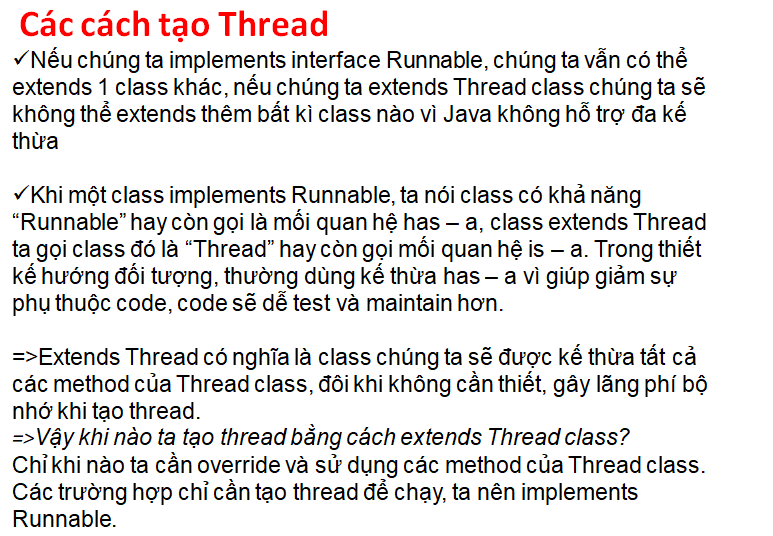 Các cách tạo Thread
✓Nếu chúng ta implements interface Runnable, chúng ta vẫn có thể
extends 1 class khác, nếu chúng ta extends Thread class chúng ta sẽ
không thể extends thêm bất kì class nào vì Java không hỗ trợ đa kế
thừa
✓Khi một class implements Runnable, ta nói class có khả năng
“Runnable” hay còn gọi là mối quan hệ has – a, class extends Thread
ta gọi class đó là “Thread” hay còn gọi mối quan hệ is – a. Trong thiết
kế hướng đối tượng, thường dùng kế thừa has – a vì giúp giảm sự
phụ thuộc code, code sẽ dễ test và maintain hơn.
=>Extends Thread có nghĩa là class chúng ta sẽ được kế thừa tất cả
các method của Thread class, đôi khi không cần thiết, gây lãng phí bộ
nhớ khi tạo thread.
=>Vậy khi nào ta tạo thread bằng cách extends Thread class?
Chỉ khi nào ta cần override và sử dụng các method của Thread class.
Các trường hợp chỉ cần tạo thread để chạy, ta nên implements
Runnable.